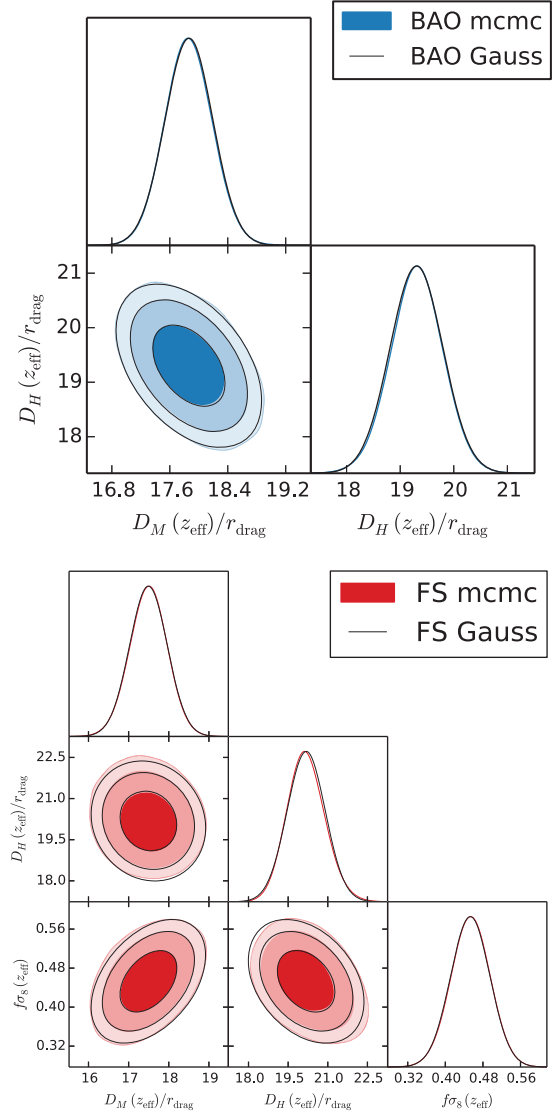 BAO mcmc
BAO Gauss
21
20
19
18
D_H (z_eff)/r_drag
16.8 17.6 18.4 19.2
D_M (z_eff)/r_drag
18 19 20 21
D_H (z_eff)/r_drag
FS mcmc
FS Gauss
22.5
21.0
19.5
18.0
D_H (z_eff)/r_drag
0.56
0.48
0.40
0.32
fσ_8(z_eff)
16 17 18 19
D_M (z_eff)/r_drag
18.0 19.5 21.0 22.5
D_H (z_eff)/r_drag
0.32 0.40 0.48 0.56
fσ_8(z_eff)